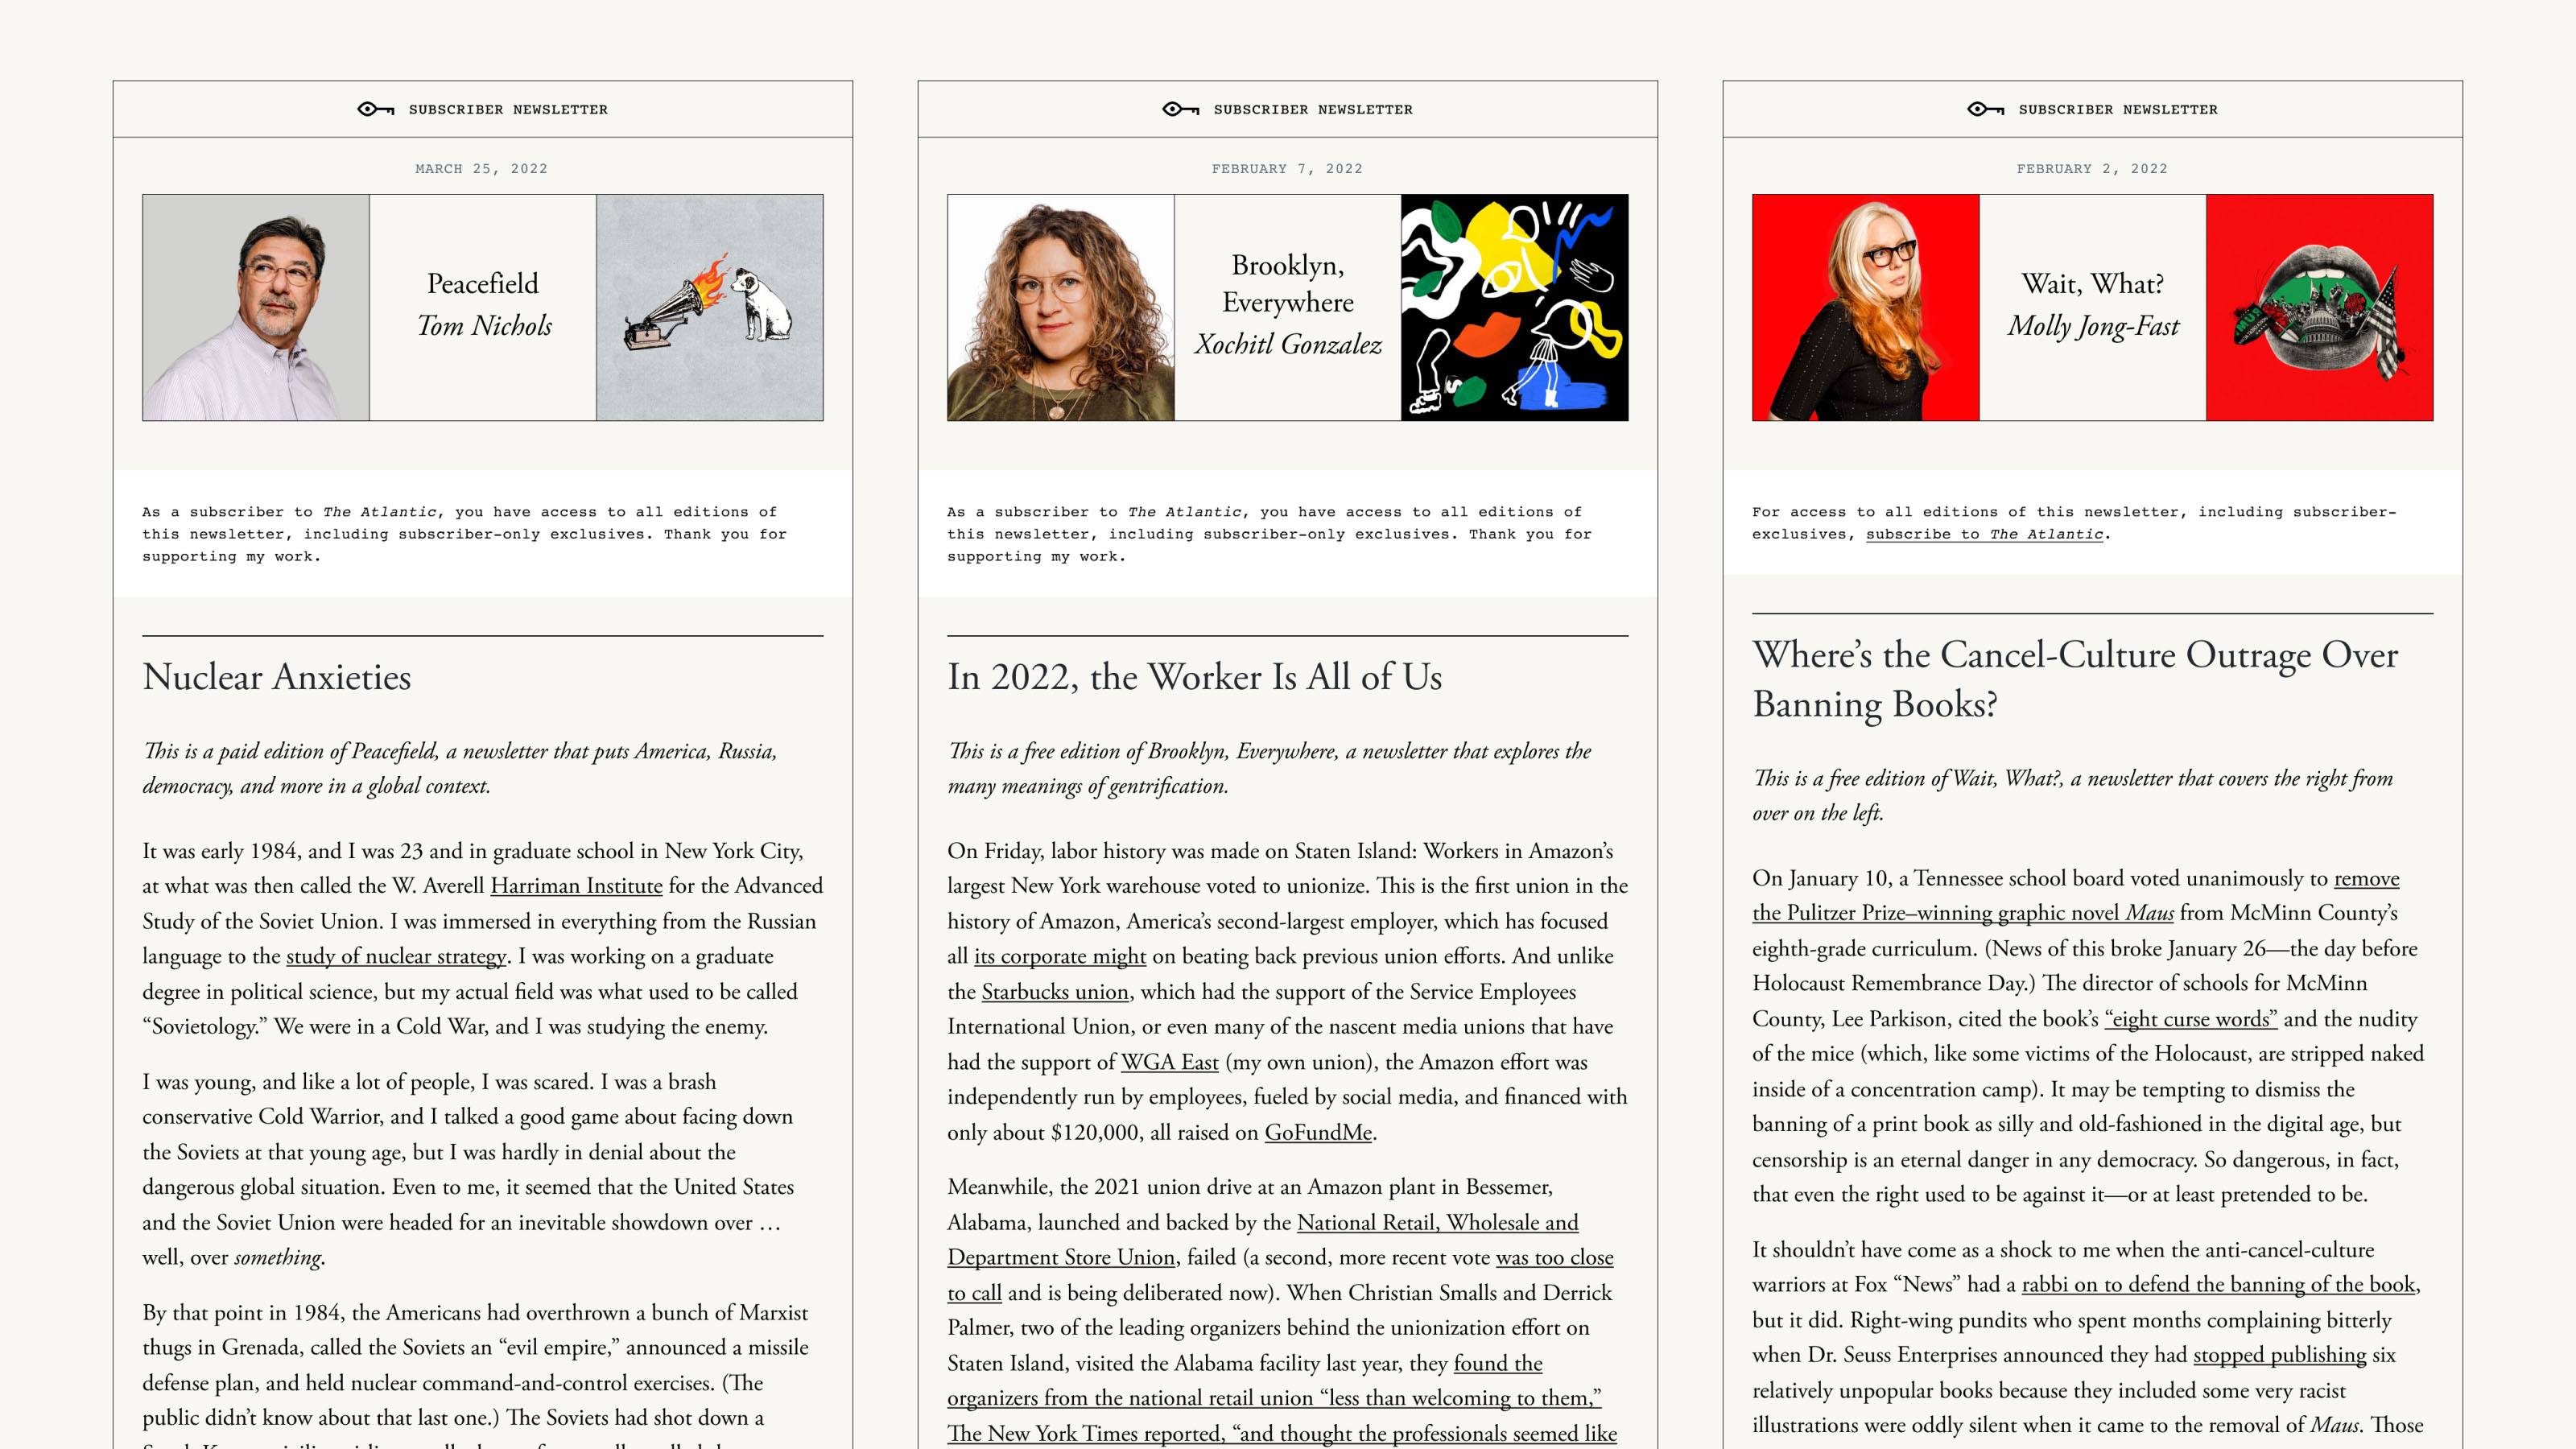 SUBSCRIBER NEWSLETTER
MARCH 25, 2022
Peacefield
Tom Nichols
As a subscriber to The Atlantic, you have access to all editions of
this newsletter, including subscriber-only exclusives. Thank you for
supporting my work.
Nuclear Anxieties
This is a paid edition of Peacefield, a newsletter that puts America, Russia,
democracy, and more in a global context.
It was early 1984, and I was 23 and in graduate school in New York City,
at what was then called the W. Averell Harriman Institute for the Advanced
Study of the Soviet Union. I was immersed in everything from the Russian
language to the study of nuclear strategy. I was working on a graduate
degree in political science, but my actual field was what used to be called
“Sovietology.” We were in a Cold War, and I was studying the enemy.
I was young, and like a lot of people, I was scared. I was a brash
conservative Cold Warrior, and I talked a good game about facing down
the Soviets at that young age, but I was hardly in denial about the
dangerous global situation. Even to me, it seemed that the United States
and the Soviet Union were headed for an inevitable showdown over …
well, over something.
By that point in 1984, the Americans had overthrown a bunch of Marxist
thugs in Grenada, called the Soviets an “evil empire,” announced a missile
defense plan, and held nuclear command-and-control exercises. (The
public didn’t know about that last one.) The Soviets had shot down a
SUBSCRIBER NEWSLETTER
FEBRUARY 7, 2022
Brooklyn,
Everywhere
Xochitl Gonzalez
As a subscriber to The Atlantic, you have access to all editions of
this newsletter, including subscriber-only exclusives. Thank you for
supporting my work.
In 2022, the Worker Is All of Us
This is a free edition of Brooklyn, Everywhere, a newsletter that explores the
many meanings of gentrification.
On Friday, labor history was made on Staten Island: Workers in Amazon’s
largest New York warehouse voted to unionize. This is the first union in the
history of Amazon, America’s second-largest employer, which has focused
all its corporate might on beating back previous union efforts. And unlike
the Starbucks union, which had the support of the Service Employees
International Union, or even many of the nascent media unions that have
had the support of WGA East (my own union), the Amazon effort was
independently run by employees, fueled by social media, and financed with
only about $120,000, all raised on GoFundMe.
Meanwhile, the 2021 union drive at an Amazon plant in Bessemer,
Alabama, launched and backed by the National Retail, Wholesale and
Department Store Union, failed (a second, more recent vote was too close
to call and is being deliberated now). When Christian Smalls and Derrick
Palmer, two of the leading organizers behind the unionization effort on
Staten Island, visited the Alabama facility last year, they found the
organizers from the national retail union “less than welcoming to them,”
The New York Times reported, “and thought the professionals seemed like
SUBSCRIBER NEWSLETTER
FEBRUARY 2, 2022
Wait, What?
Molly Jong-Fast
For access to all editions of this newsletter, including subscriber-
exclusives, subscribe to The Atlantic.
Where’s the Cancel-Culture Outrage Over
Banning Books?
This is a free edition of Wait, What?, a newsletter that covers the right from
over on the left.
On January 10, a Tennessee school board voted unanimously to remove
the Pulitzer Prize–winning graphic novel Maus from McMinn County’s
eighth-grade curriculum. (News of this broke January 26—the day before
Holocaust Remembrance Day.) The director of schools for McMinn
County, Lee Parkison, cited the book’s “eight curse words” and the nudity
of the mice (which, like some victims of the Holocaust, are stripped naked
inside of a concentration camp). It may be tempting to dismiss the
banning of a print book as silly and old-fashioned in the digital age, but
censorship is an eternal danger in any democracy. So dangerous, in fact,
that even the right used to be against it—or at least pretended to be.
It shouldn’t have come as a shock to me when the anti-cancel-culture
warriors at Fox “News” had a rabbi on to defend the banning of the book,
but it did. Right-wing pundits who spent months complaining bitterly
when Dr. Seuss Enterprises announced they had stopped publishing six
relatively unpopular books because they included some very racist
illustrations were oddly silent when it came to the removal of Maus. Those